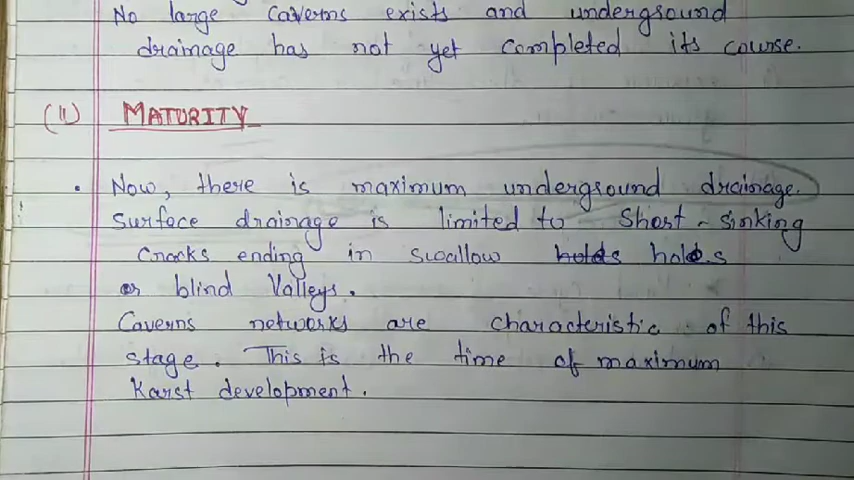 No large caverns exists and underground
drainage has not yet completed its course.
(II) MATURITY
. Now, there is maximum underground drainage.
Surface drainage is limited to Short - sinking
Cracks ending in swallow holds holes
or blind Valleys.
Caverns networks are characteristic of this
stage. This is the time of maximum
Karst development.